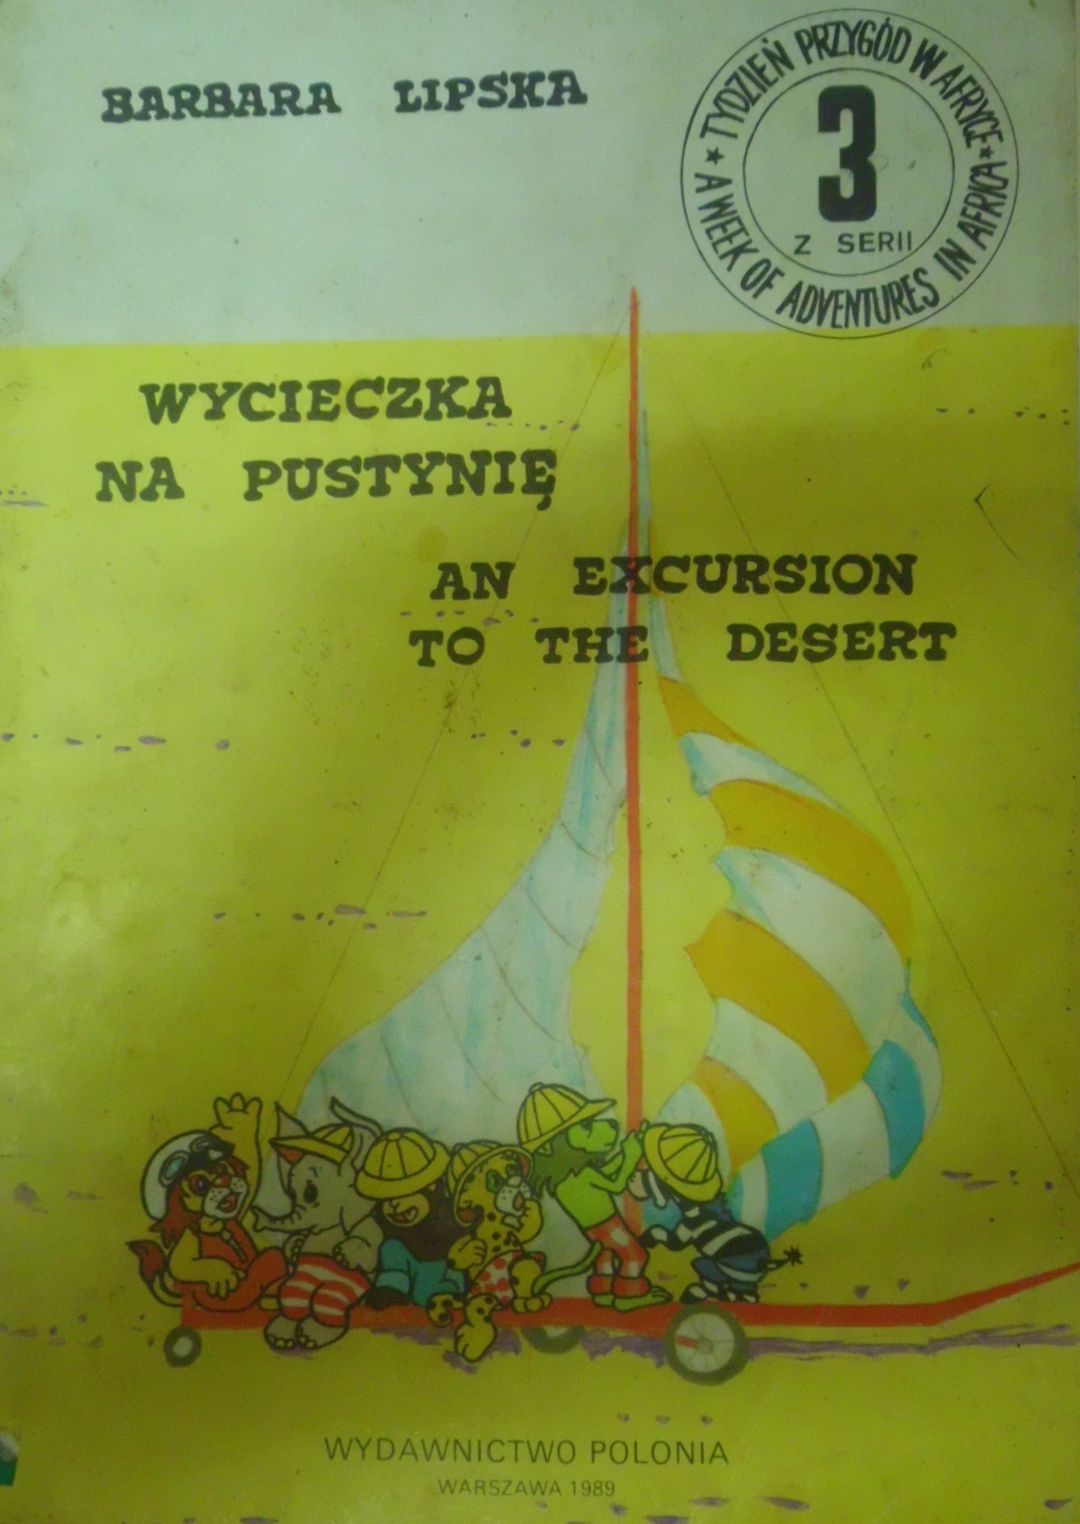 BARBARA LIPSKA
★ TYDZIEŃ PRZYGÓD W AFRYCE ★
A WEEK OF ADVENTURES IN AFRICA
3
Z SERII
WYCIECZKA
NA PUSTYNIĘ
AN EXCURSION
TO THE DESERT
WYDAWNICTWO POLONIA
WARSZAWA 1989